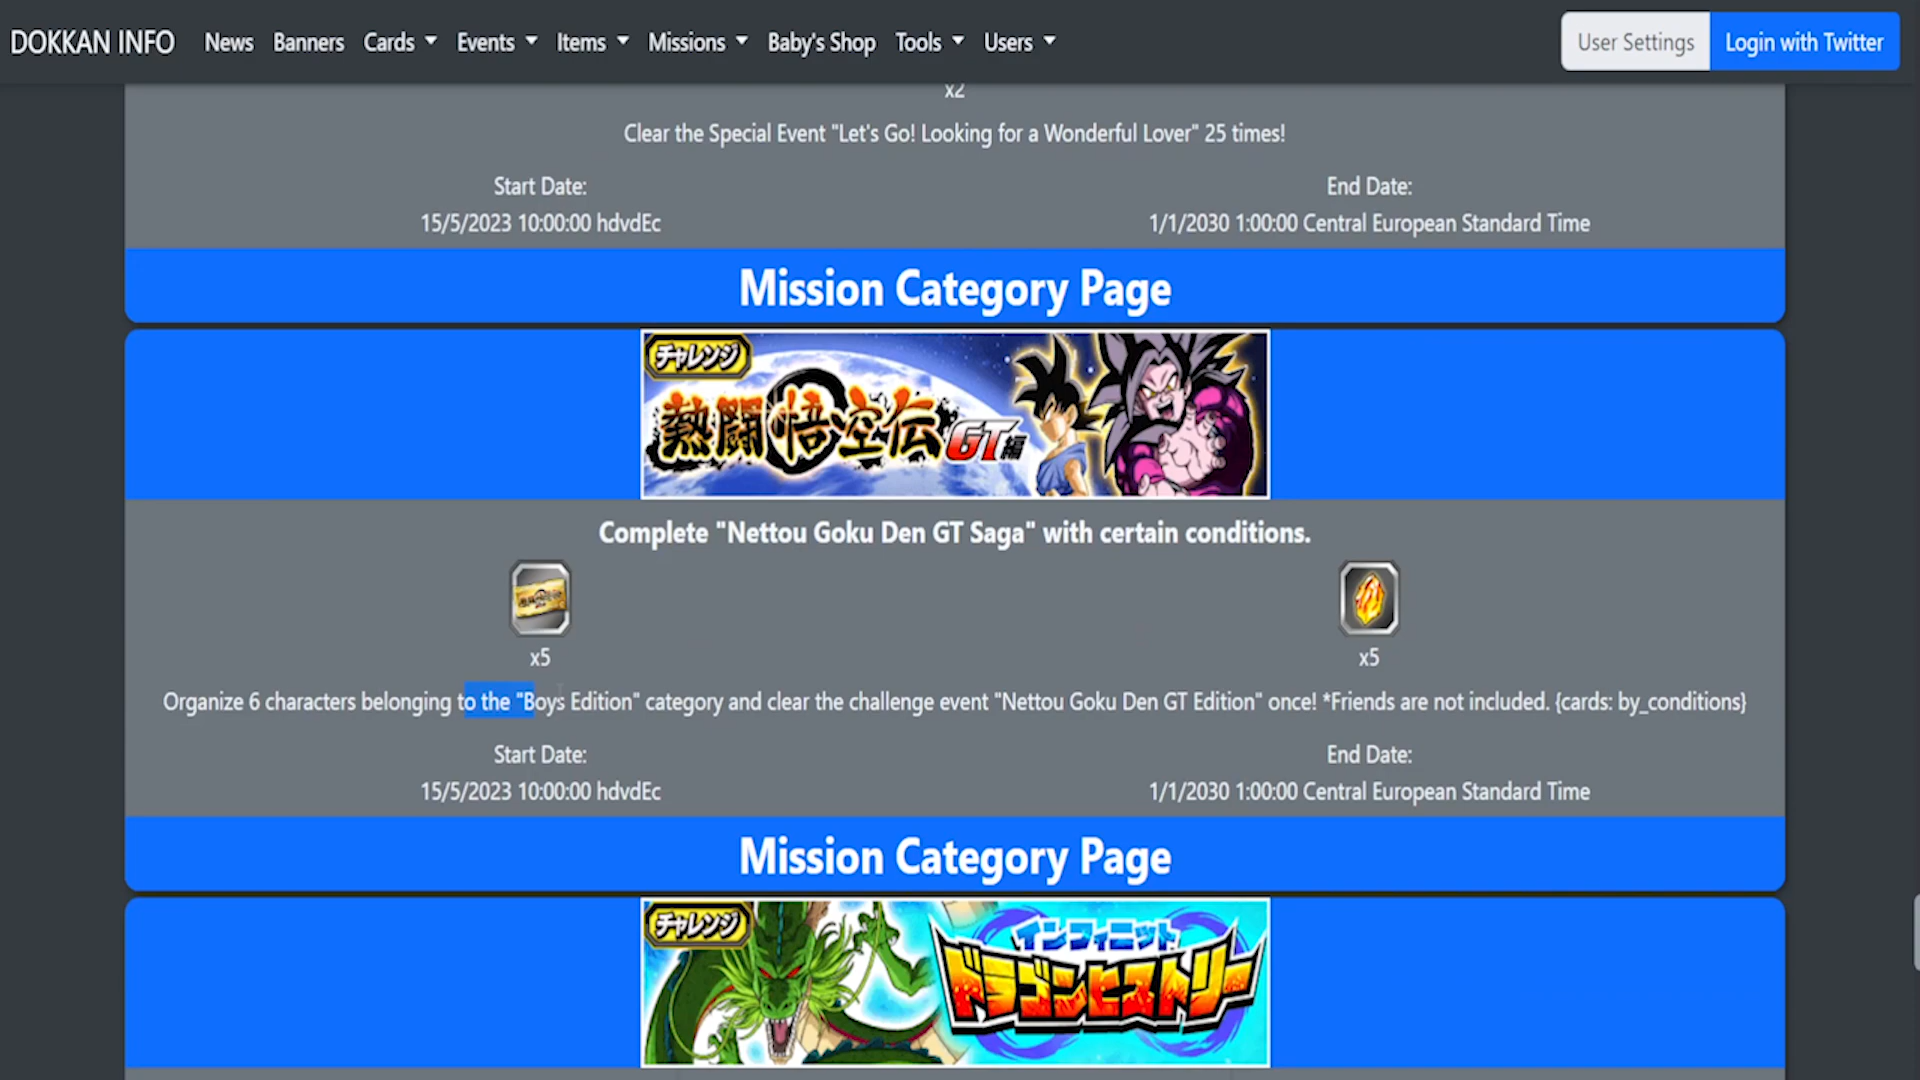 DOKKAN INFO News Banners Cards Events Items Missions Baby's Shop Tools Users User Settings Login with Twitter
x2
Clear the Special Event "Let's Go! Looking for a Wonderful Lover" 25 times!
Start Date: End Date:
15/5/2023 10:00:00 hdvdEc 1/1/2030 1:00:00 Central European Standard Time
Mission Category Page
チャレンジ
熱闘悟空伝GT編
Complete "Nettou Goku Den GT Saga" with certain conditions.
x5 x5
Organize 6 characters belonging to the "Boys Edition" category and clear the challenge event "Nettou Goku Den GT Edition" once! *Friends are not included. {cards: by_conditions}
Start Date: End Date:
15/5/2023 10:00:00 hdvdEc 1/1/2030 1:00:00 Central European Standard Time
Mission Category Page
チャレンジ
インフィニット
ドラゴンヒストリー